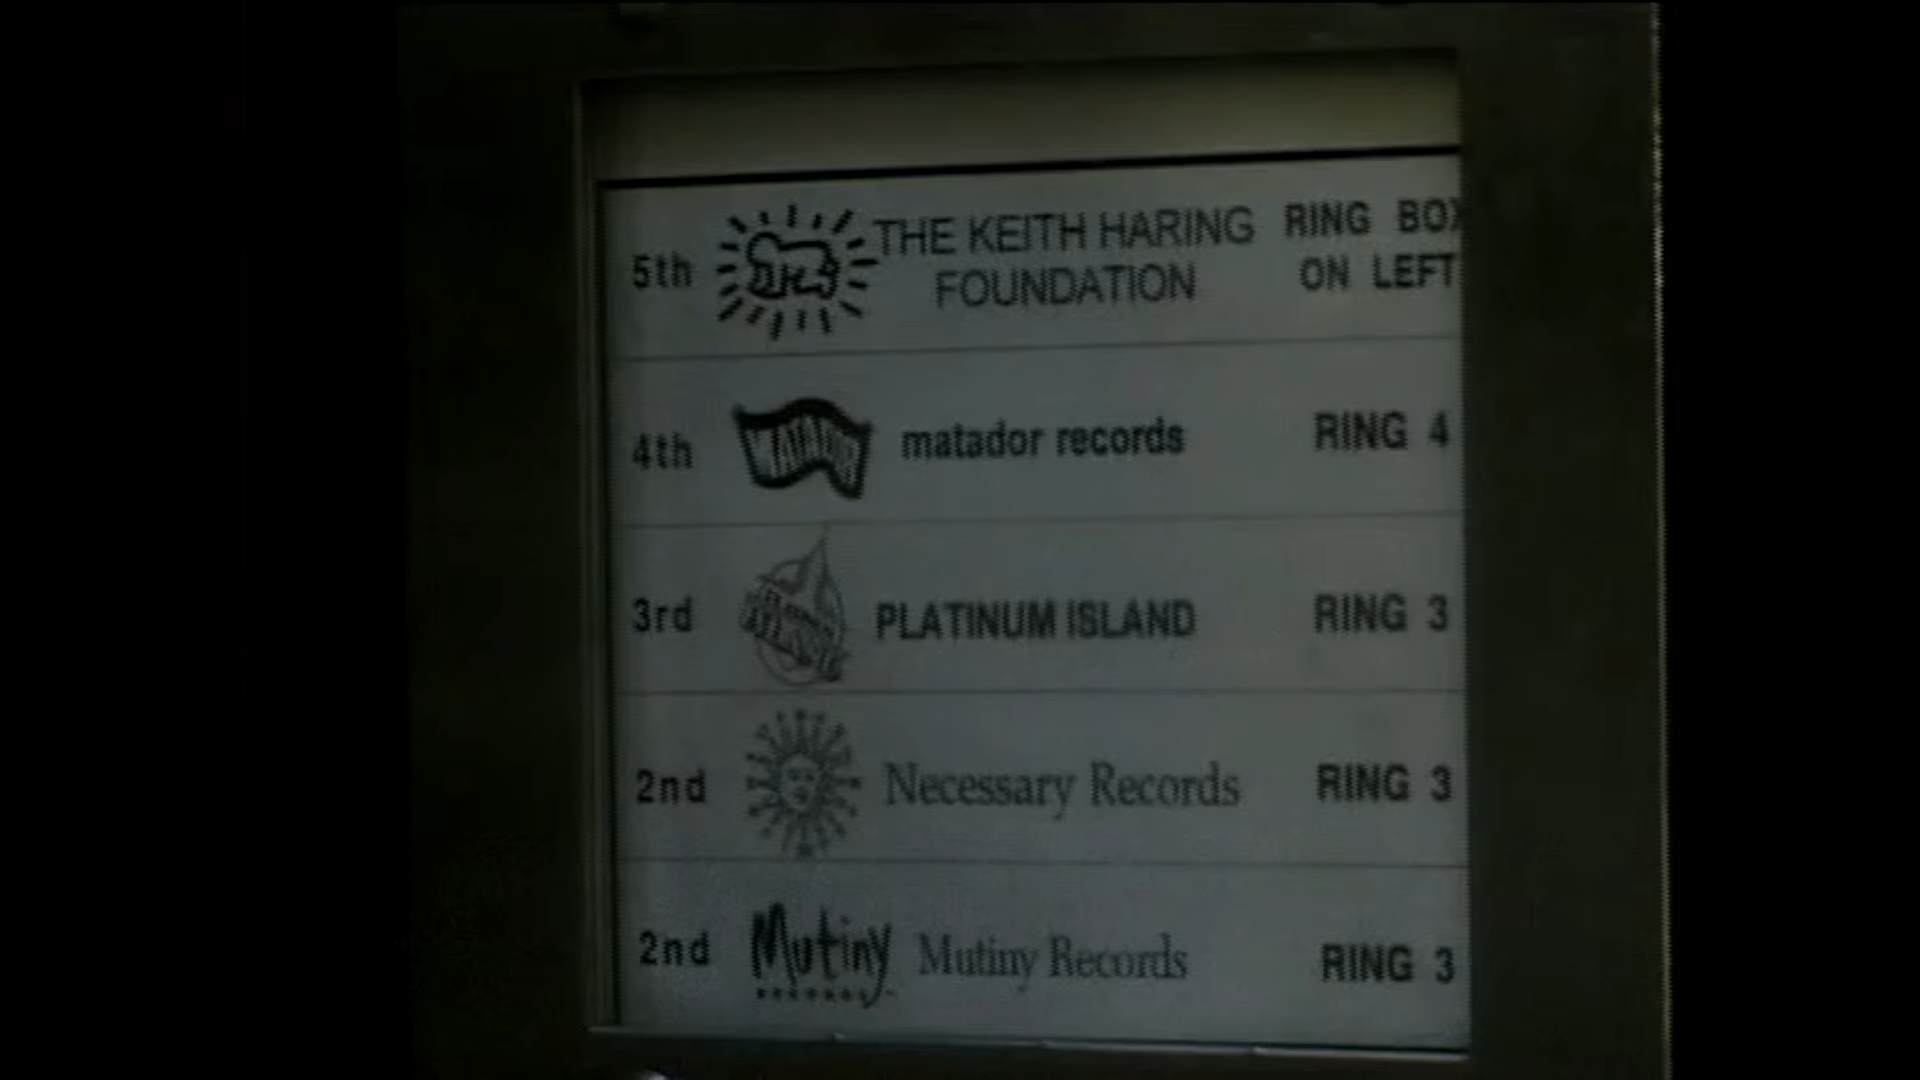 5th THE KEITH HARING FOUNDATION RING BOX ON LEFT
4th MATADOR matador records RING 4
3rd PLATINUM ISLAND RING 3
2nd Necessary Records RING 3
2nd Mutiny Mutiny Records RING 3